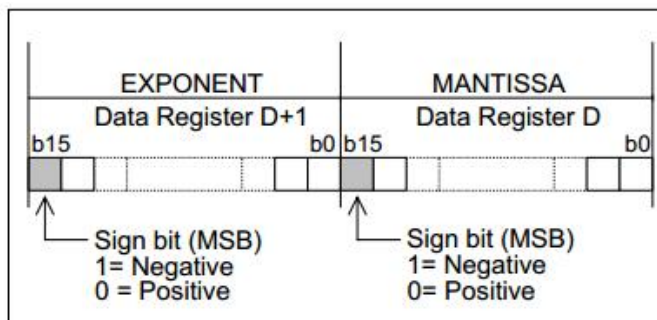 EXPONENT MANTISSA
Data Register D+1 Data Register D
b15 b0 b15 b0
Sign bit (MSB) Sign bit (MSB)
1= Negative 1= Negative
0 = Positive 0= Positive